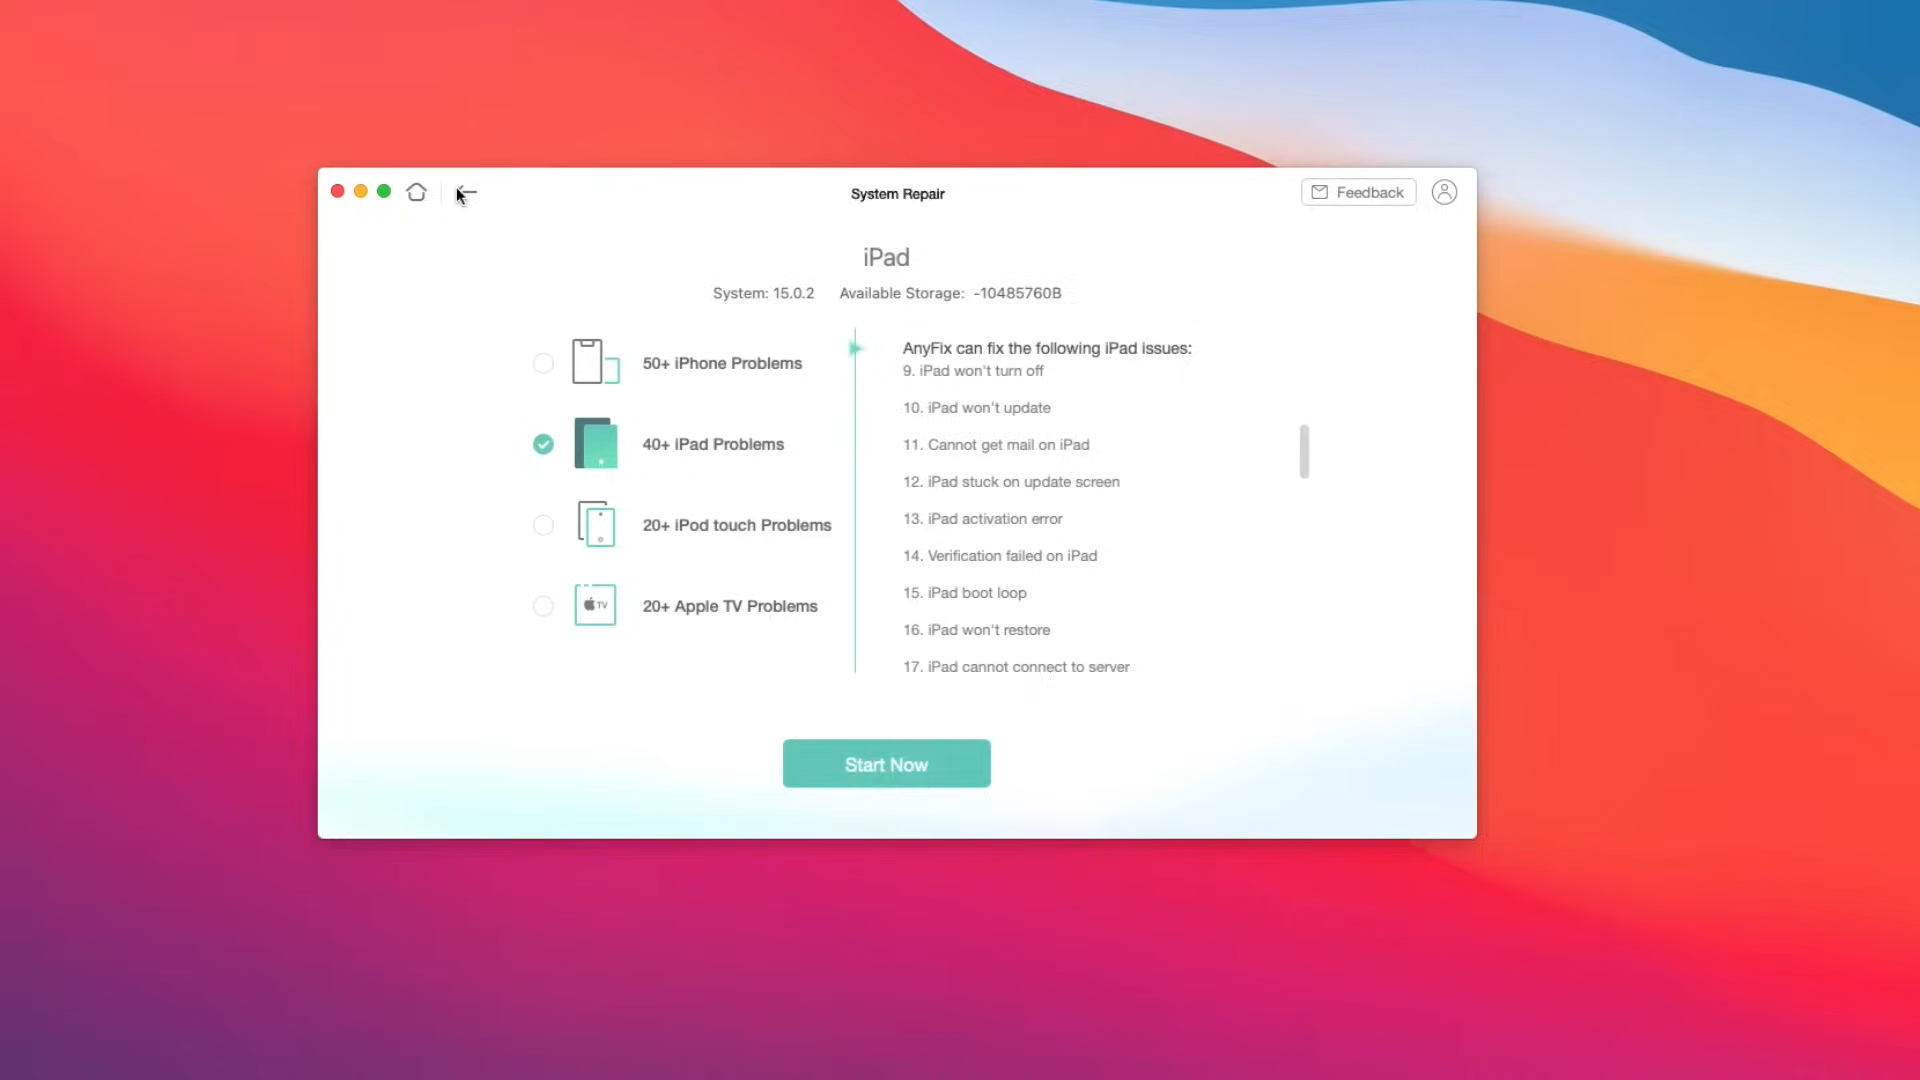 System Repair
Feedback
iPad
System: 15.0.2 Available Storage: -10485760B
50+ iPhone Problems
40+ iPad Problems
20+ iPod touch Problems
tv
20+ Apple TV Problems
AnyFix can fix the following iPad issues:
9. iPad won't turn off
10. iPad won't update
11. Cannot get mail on iPad
12. iPad stuck on update screen
13. iPad activation error
14. Verification failed on iPad
15. iPad boot loop
16. iPad won't restore
17. iPad cannot connect to server
Start Now